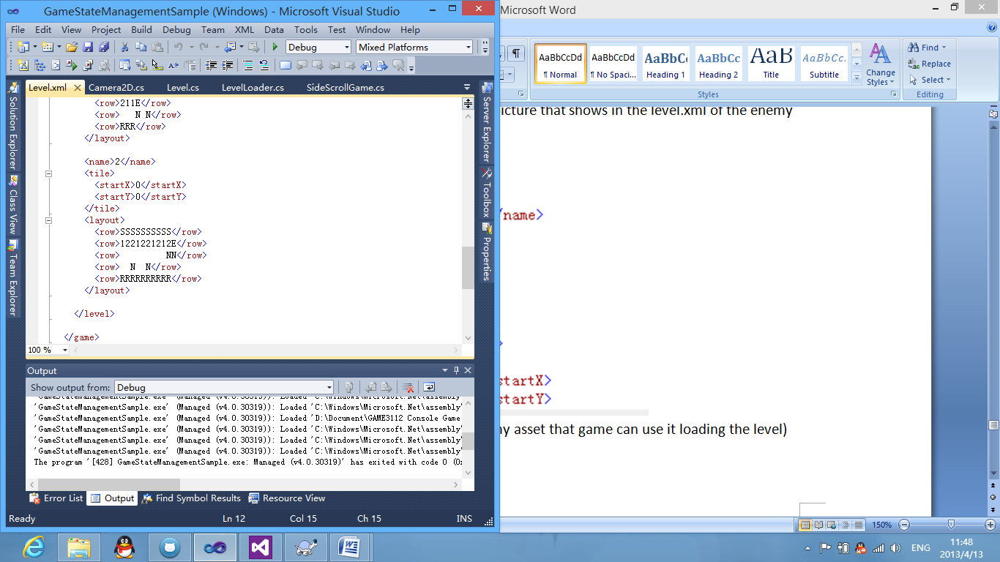 GameStateManagementSample (Windows) - Microsoft Visual Studio
File Edit View Project Build Debug Team XML Data Tools Test Window Help
Debug Mixed Platforms
Level.xml Camera2D.cs Level.cs LevelLoader.cs SideScrollGame.cs
Solution Explorer
Class View
Team Explorer
<row>211E</row>
<row>   N N</row>
<row>RRR</row>
</layout>
<name>2</name>
<tile>
<startX>0</startX>
<startY>0</startY>
</tile>
<layout>
<row>SSSSSSSSSS</row>
<row>1221221212E</row>
<row>         NN</row>
<row>  N  N</row>
<row>RRRRRRRRRR</row>
</layout>
</level>
</game>
100 %
Server Explorer
Toolbox
Properties
Output
Show output from: Debug
'GameStateManagementSample.exe' (Managed (v4.0.30319)): Loaded 'C:\Windows\Microsoft.Net\assembly\
'GameStateManagementSample.exe' (Managed (v4.0.30319)): Loaded 'C:\Windows\Microsoft.Net\assembly\
'GameStateManagementSample.exe' (Managed (v4.0.30319)): Loaded 'D:\Document\GAME3112 Console Game
'GameStateManagementSample.exe' (Managed (v4.0.30319)): Loaded 'C:\Windows\Microsoft.Net\assembly\
'GameStateManagementSample.exe' (Managed (v4.0.30319)): Loaded 'C:\Windows\Microsoft.Net\assembly\
'GameStateManagementSample.exe' (Managed (v4.0.30319)): Loaded 'C:\Windows\Microsoft.Net\assembly\
The program '[428] GameStateManagementSample.exe: Managed (v4.0.30319)' has exited with code 0 (0
Error List Output Find Symbol Results Resource View
Ready Ln 12 Col 15 Ch 15 INS
Microsoft Word
AaBbCcDd AaBbCcDd AaBbC AaBbCc AaB AaBbCc.
¶ Normal ¶ No Spaci... Heading 1 Heading 2 Title Subtitle
Change Styles
Styles
Find
Replace
Select
Editing
picture that shows in the level.xml of the enemy
/name>
>
startX>
startY>
my asset that game can use it loading the level)
150%
ENG
11:48
2013/4/13